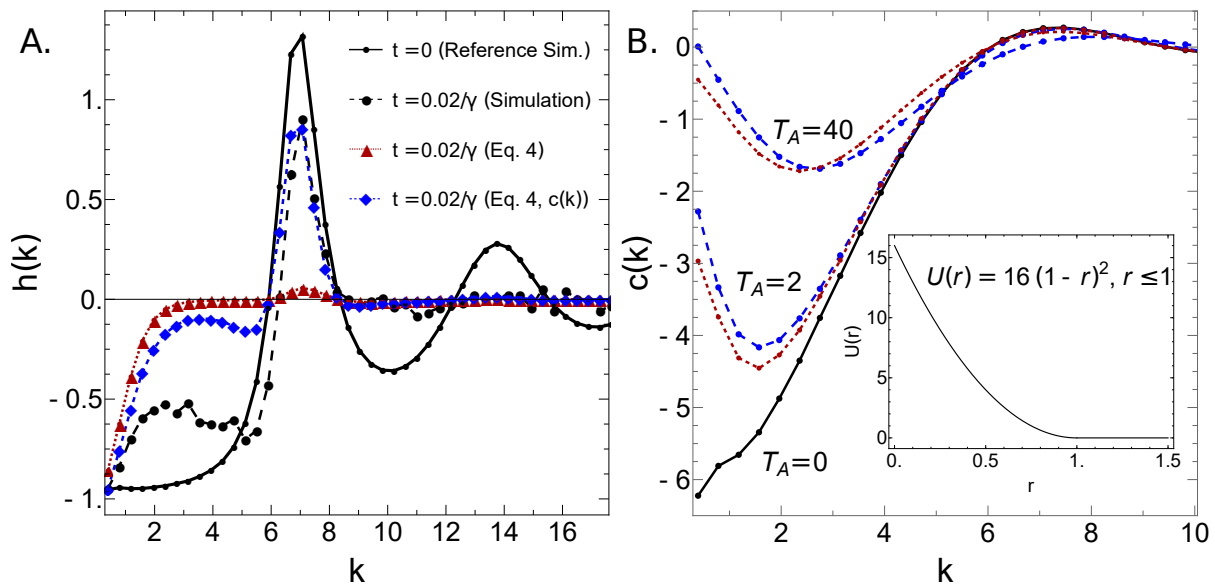 A.
t=0 (Reference Sim.)
t=0.02/γ (Simulation)
t=0.02/γ (Eq. 4)
t=0.02/γ (Eq. 4, c(k))
h(k)
1.
0.5
0.
-0.5
-1.
2 4 6 8 10 12 14 16
k
B.
c(k)
0
-1
-2
-3
-4
-5
-6
T_A=40
T_A=2
T_A=0
2 4 6 8 10
k
U(r) = 16 (1 - r)², r ≤ 1
U(r)
15
10
5
0
0. 0.5 1. 1.5
r